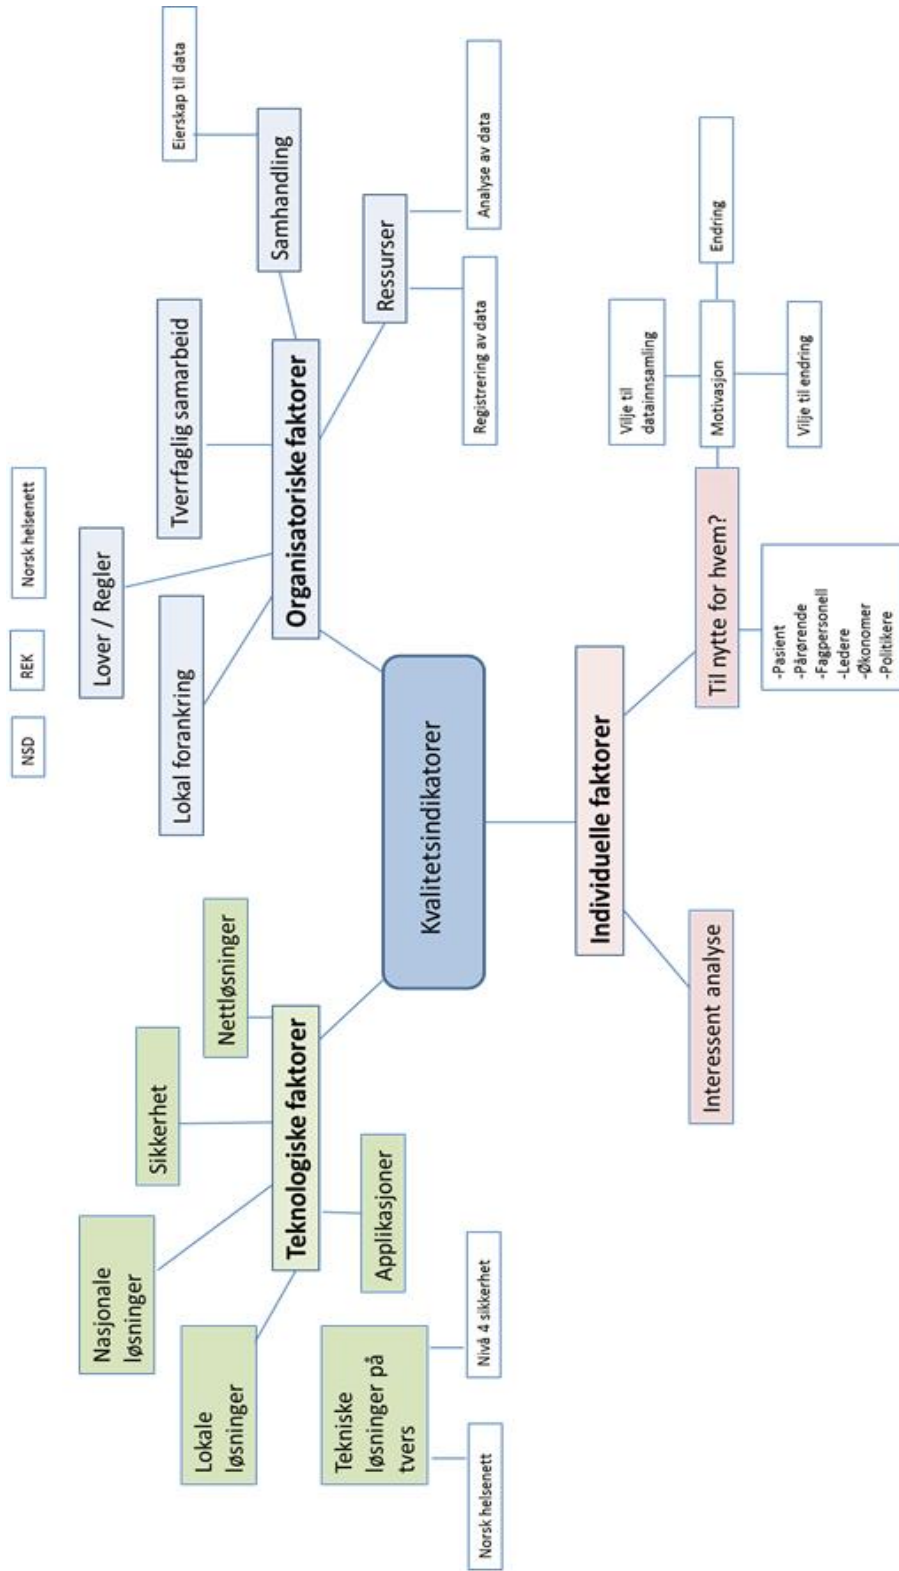 NSD
REK
Norsk helsenett
Nasjonale
løsninger
Sikkerhet
Lover / Regler
Lokal forankring
Tverrfaglig samarbeid
Eierskap til data
Lokale
løsninger
Nettløsninger
Samhandling
Teknologiske faktorer
Organisatoriske faktorer
Tekniske
løsninger på
tvers
Applikasjoner
Ressurser
Norsk helsenett
Nivå 4 sikkerhet
Kvalitetsindikatorer
Registrering av data
Analyse av data
Individuelle faktorer
Vilje til
datainnsamling
Interessent analyse
Til nytte for hvem?
Motivasjon
Endring
-Pasient
-Pårørende
-Fagpersonell
-Ledere
-Økonomer
-Politikere
Vilje til endring